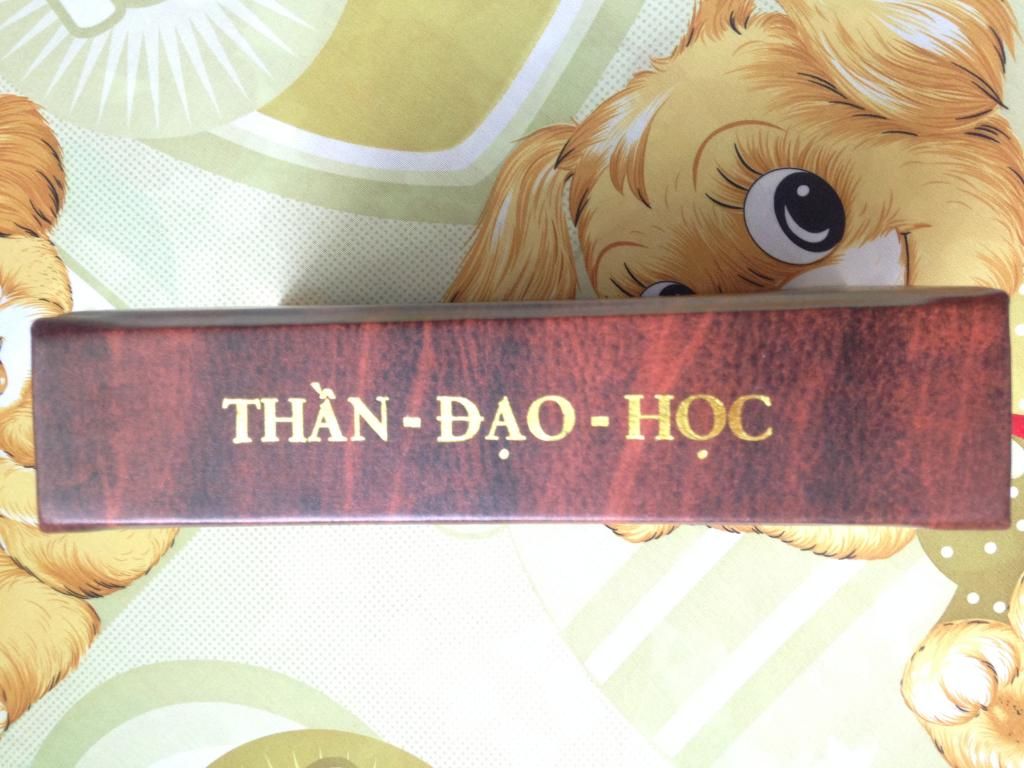 THẦN - ĐẠO - HỌC